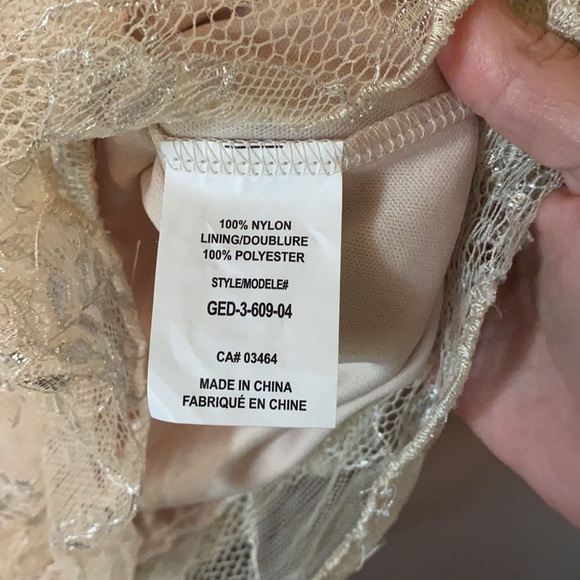 100% NYLON
LINING/DOUBLURE
100% POLYESTER
STYLE/MODELE#
GED-3-609-04
CA# 03464
MADE IN CHINA
FABRIQUÉ EN CHINE